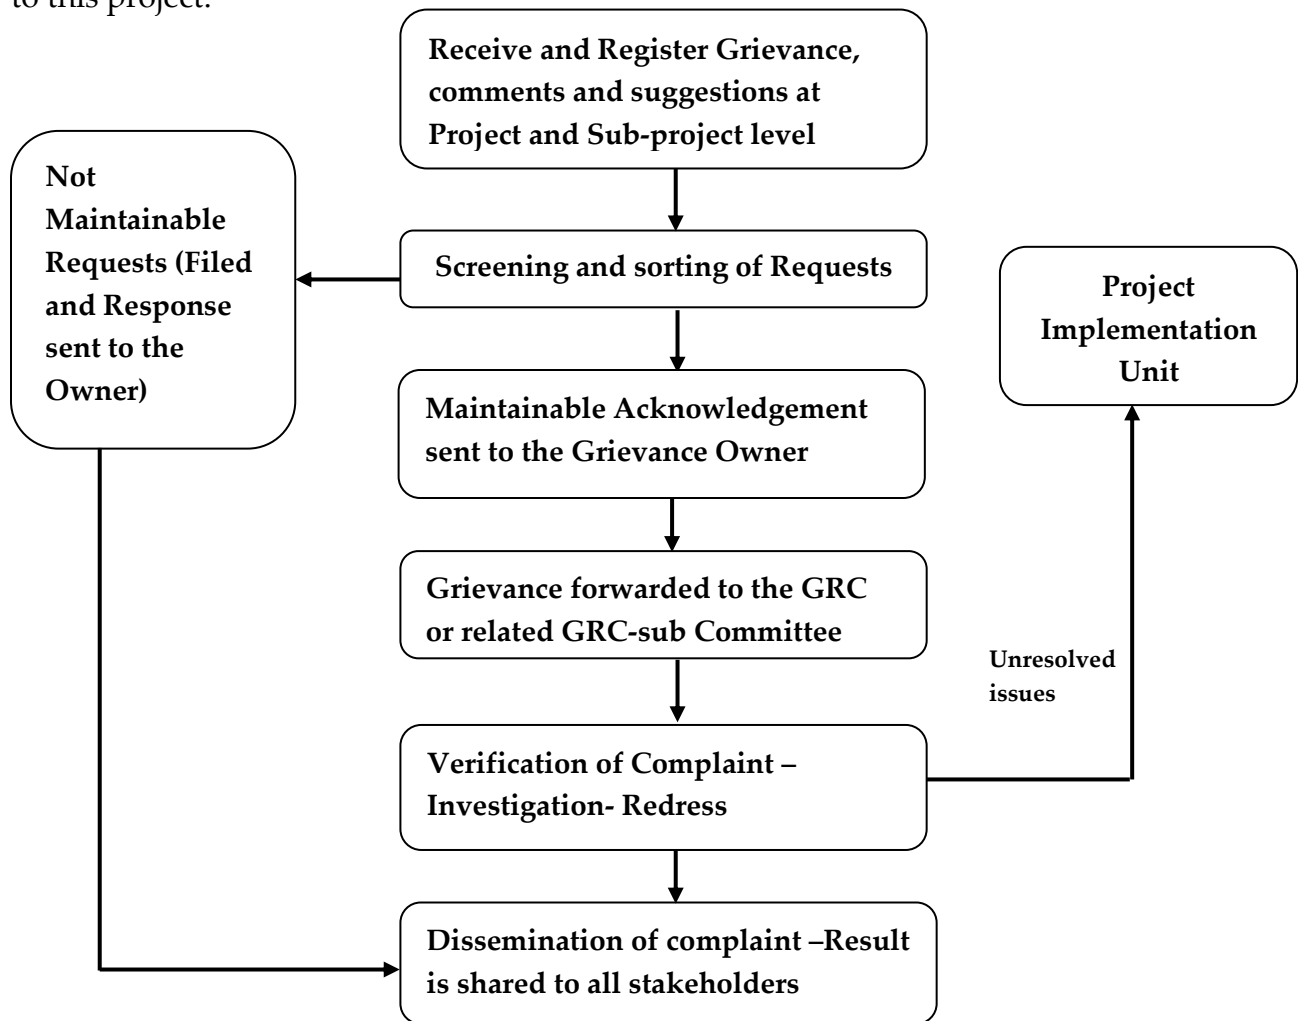 to this project.
Receive and Register Grievance,
comments and suggestions at
Project and Sub-project level
Not
Maintainable
Requests (Filed
and Response
sent to the
Owner)
Screening and sorting of Requests
Project
Implementation
Unit
Maintainable Acknowledgement
sent to the Grievance Owner
Grievance forwarded to the GRC
or related GRC-sub Committee
Unresolved
issues
Verification of Complaint –
Investigation- Redress
Dissemination of complaint –Result
is shared to all stakeholders